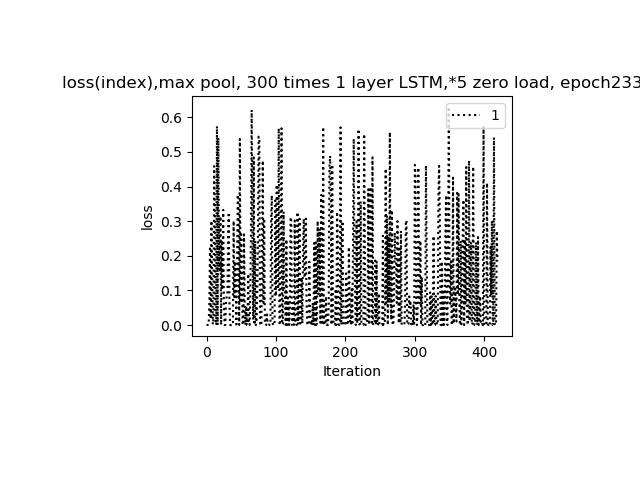 loss(index),max pool, 300 times 1 layer LSTM,*5 zero load, epoch233
1
0.6
0.5
0.4
0.3
0.2
0.1
0.0
loss
0 100 200 300 400
Iteration